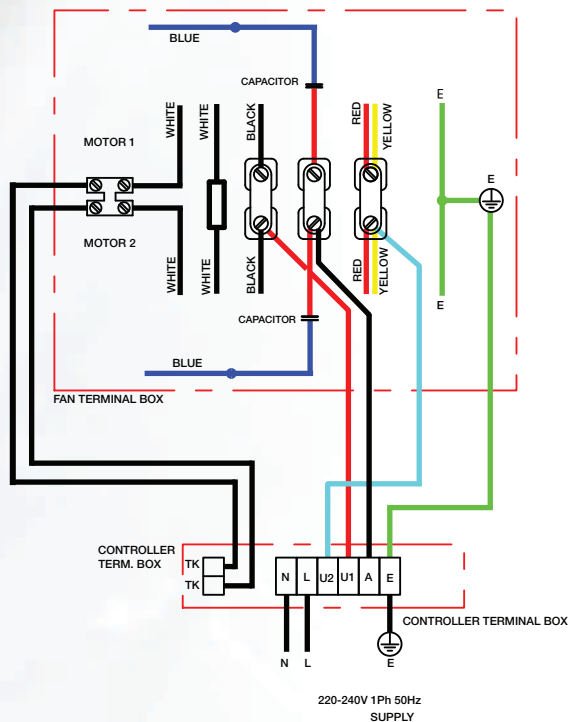 BLUE
CAPACITOR
E
WHITE
WHITE
BLACK
RED
YELLOW
MOTOR 1
E
MOTOR 2
WHITE
WHITE
BLACK
RED
YELLOW
E
CAPACITOR
BLUE
FAN TERMINAL BOX
CONTROLLER
TERM. BOX
TK
TK
N L U2 U1 A E
CONTROLLER TERMINAL BOX
N L E
220-240V 1Ph 50Hz
SUPPLY